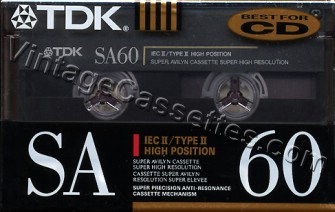 TDK
BEST FOR
CD
TDK SA60 IEC II/TYPE II HIGH POSITION
SUPER AVILYN CASSETTE SUPER HIGH RESOLUTION
VintageCassettes.com
IEC II/TYPE II
HIGH POSITION
SUPER AVILYN CASSETTE
SUPER HIGH RESOLUTION
CASSETTE SUPER AVILYN
RESOLUTION SUPER ELEVEE
SUPER PRECISION ANTI-RESONANCE
CASSETTE MECHANISM
SA 60